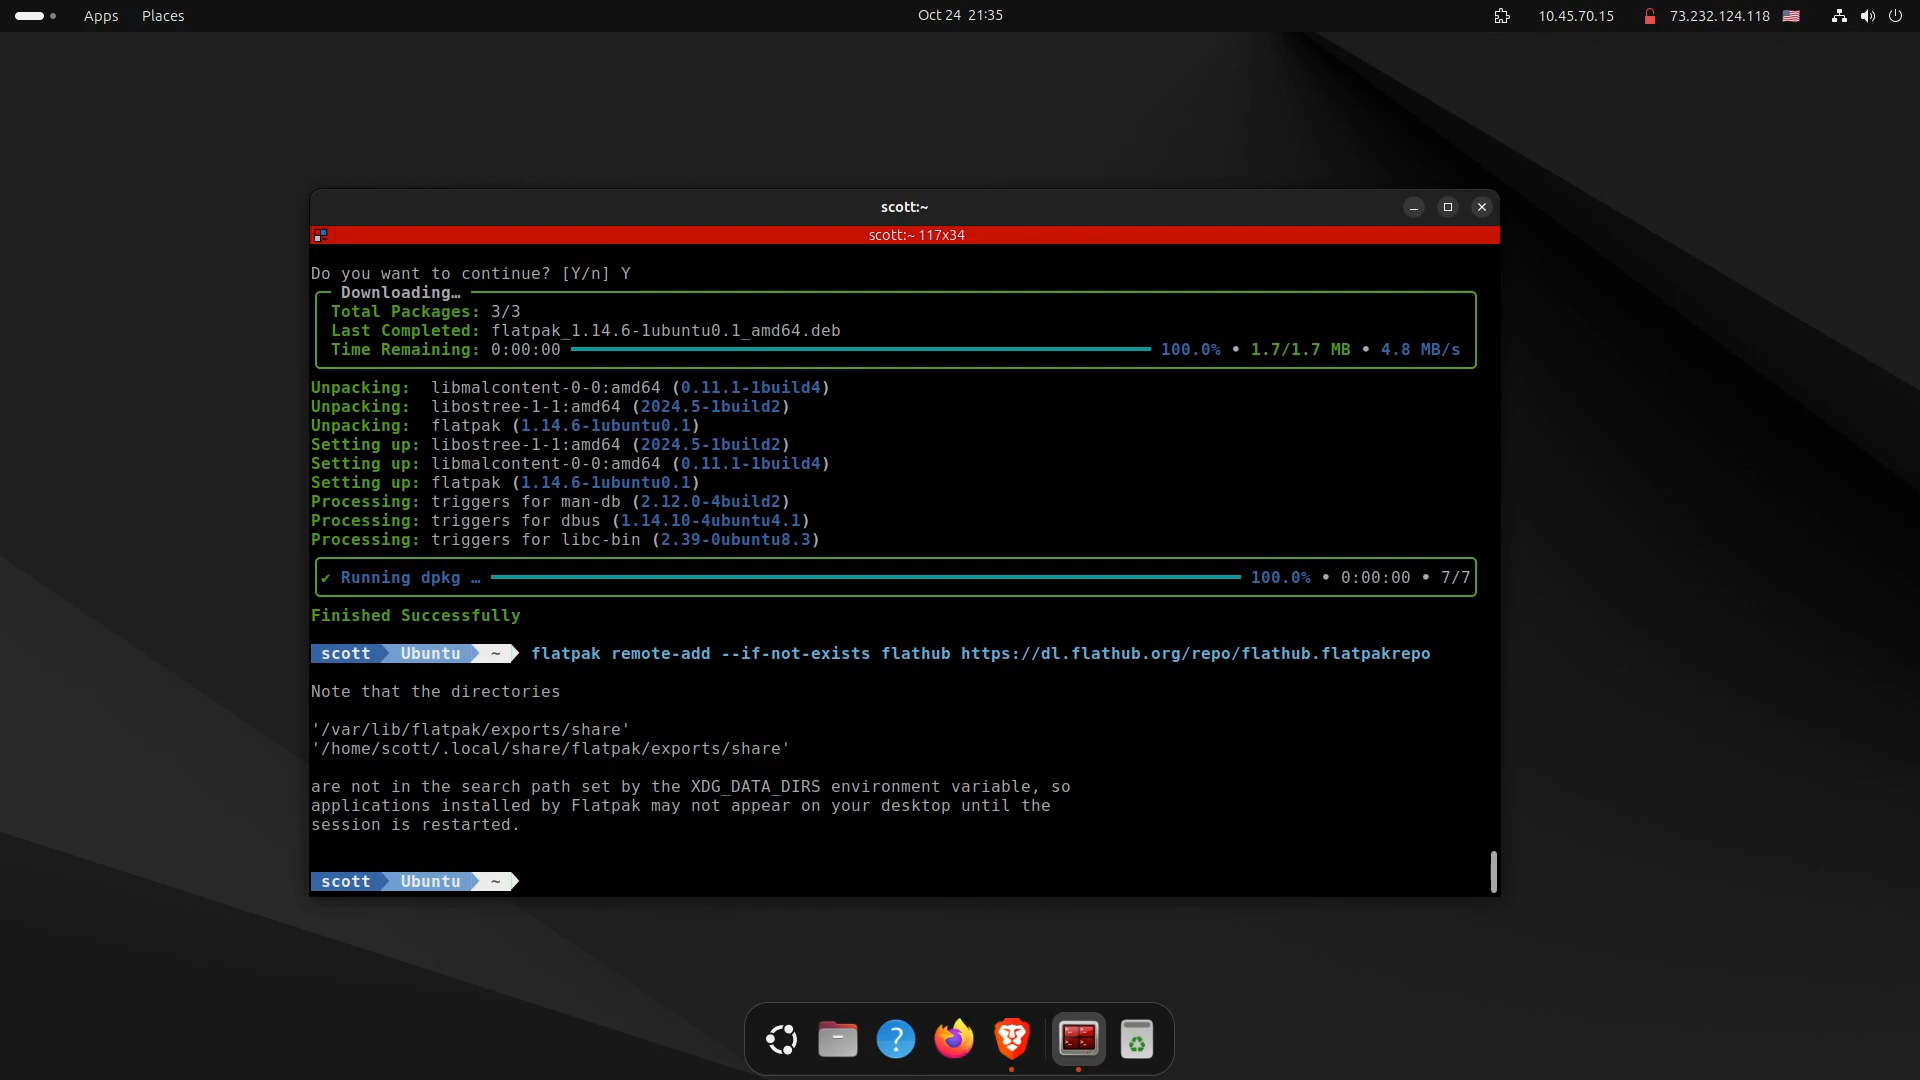 Apps Places Oct 24 21:35 10.45.70.15 73.232.124.118
scott:~
scott:~ 117x34
Do you want to continue? [Y/n] Y
Downloading…
Total Packages: 3/3
Last Completed: flatpak_1.14.6-1ubuntu0.1_amd64.deb
Time Remaining: 0:00:00 100.0% • 1.7/1.7 MB • 4.8 MB/s
Unpacking: libmalcontent-0-0:amd64 (0.11.1-1build4)
Unpacking: libostree-1-1:amd64 (2024.5-1build2)
Unpacking: flatpak (1.14.6-1ubuntu0.1)
Setting up: libostree-1-1:amd64 (2024.5-1build2)
Setting up: libmalcontent-0-0:amd64 (0.11.1-1build4)
Setting up: flatpak (1.14.6-1ubuntu0.1)
Processing: triggers for man-db (2.12.0-4build2)
Processing: triggers for dbus (1.14.10-4ubuntu4.1)
Processing: triggers for libc-bin (2.39-0ubuntu8.3)
✔ Running dpkg … 100.0% • 0:00:00 • 7/7
Finished Successfully
scott Ubuntu ~ flatpak remote-add --if-not-exists flathub https://dl.flathub.org/repo/flathub.flatpakrepo
Note that the directories
'/var/lib/flatpak/exports/share'
'/home/scott/.local/share/flatpak/exports/share'
are not in the search path set by the XDG_DATA_DIRS environment variable, so
applications installed by Flatpak may not appear on your desktop until the
session is restarted.
scott Ubuntu ~